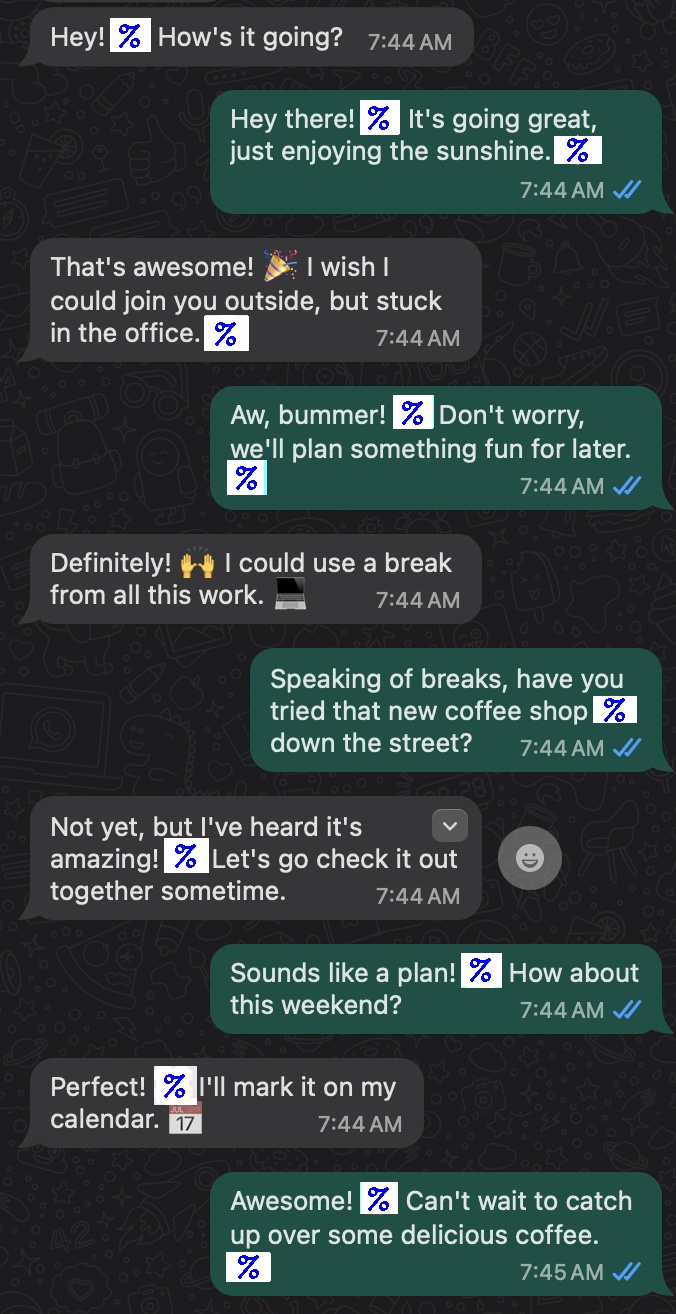 Hey! % How's it going? 7:44 AM
Hey there! % It's going great,
just enjoying the sunshine. %
7:44 AM
That's awesome! 🎉 I wish I
could join you outside, but stuck
in the office. % 7:44 AM
Aw, bummer! % Don't worry,
we'll plan something fun for later.
% 7:44 AM
Definitely! 🙌 I could use a break
from all this work. 💻 7:44 AM
Speaking of breaks, have you
tried that new coffee shop %
down the street? 7:44 AM
Not yet, but I've heard it's
amazing! % Let's go check it out
together sometime. 7:44 AM
Sounds like a plan! % How about
this weekend? 7:44 AM
Perfect! % I'll mark it on my
calendar. 📅 7:44 AM
Awesome! % Can't wait to catch
up over some delicious coffee.
% 7:45 AM